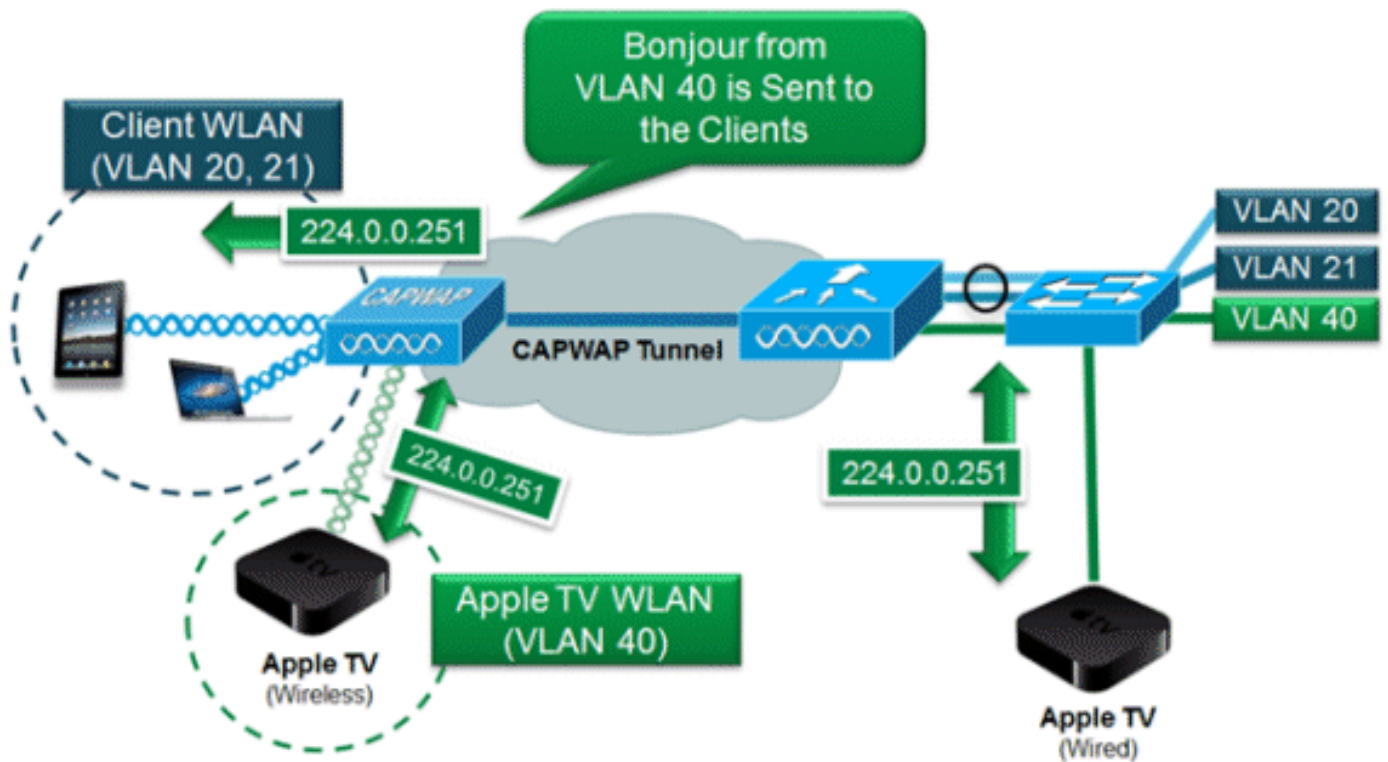 Bonjour from
VLAN 40 is Sent to
the Clients
Client WLAN
(VLAN 20, 21)
224.0.0.251
VLAN 20
VLAN 21
VLAN 40
CAPWAP
CAPWAP Tunnel
224.0.0.251
224.0.0.251
tv
Apple TV
(Wireless)
Apple TV WLAN
(VLAN 40)
tv
Apple TV
(Wired)